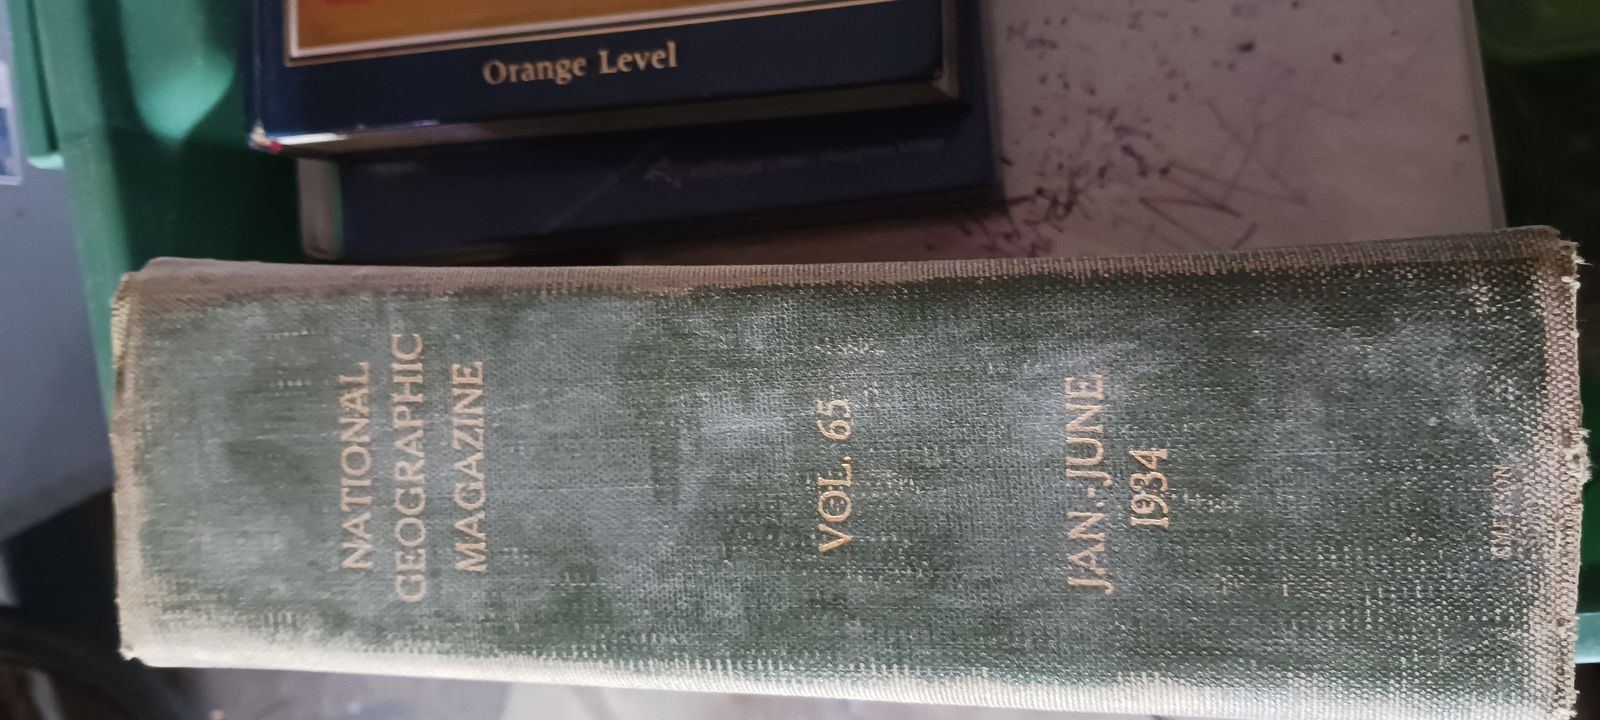 Orange Level
NATIONAL
GEOGRAPHIC
MAGAZINE
VOL. 65
JAN.-JUNE
1934